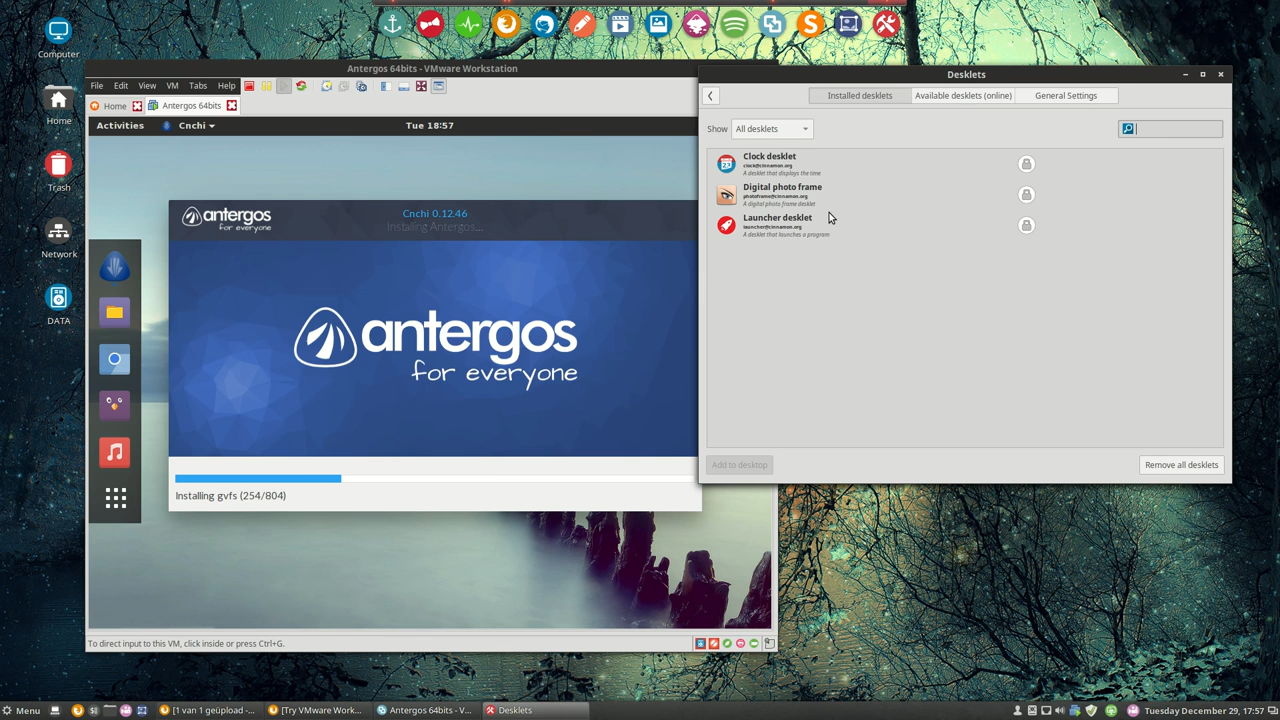 Computer
Home
Trash
Network
DATA
Antergos 64bits - VMware Workstation
File Edit View VM Tabs Help
Home Antergos 64bits
Activities Cnchi Tue 18:57
antergos
for everyone
Cnchi 0.12.46
Installing Antergos...
antergos
for everyone
Installing gvfs (254/804)
To direct input to this VM, click inside or press Ctrl+G.
Desklets
Installed desklets Available desklets (online) General Settings
Show All desklets
Clock desklet
clock@cinnamon.org
A desklet that displays the time
Digital photo frame
photoframe@cinnamon.org
A digital photo frame desklet
Launcher desklet
launcher@cinnamon.org
A desklet that launches a program
Add to desktop Remove all desklets
Menu [1 van 1 geüpload -... [Try VMware Work... Antergos 64bits - V... Desklets Tuesday December 29, 17:57